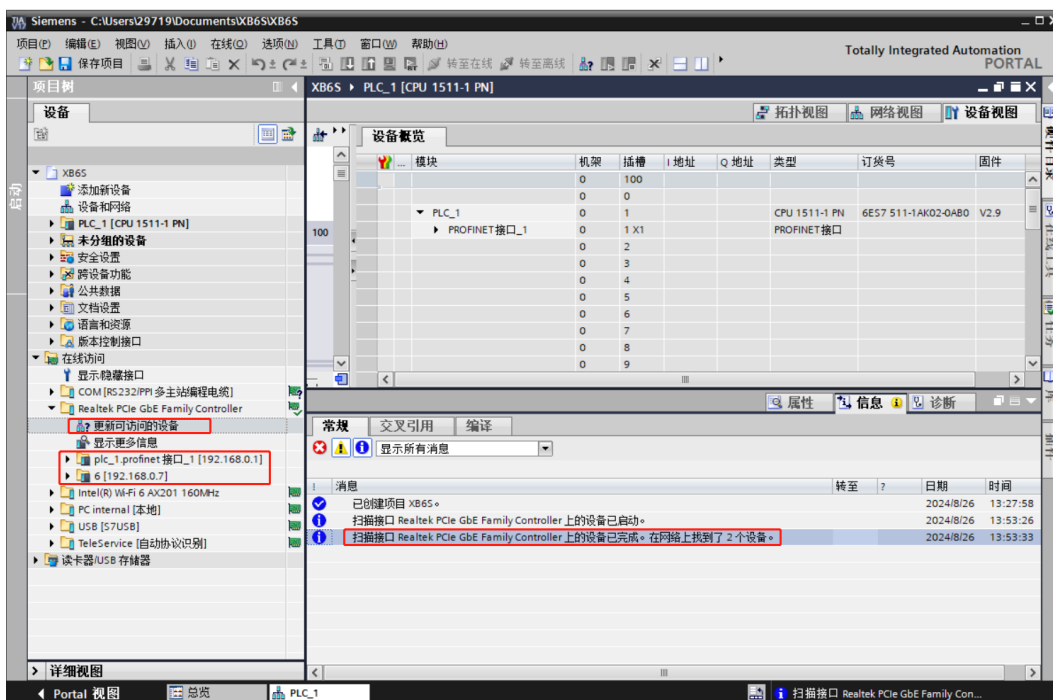 Siemens - C:\Users\29719\Documents\XB6S\XB6S
项目(P) 编辑(E) 视图(V) 插入(I) 在线(O) 选项(N) 工具(T) 窗口(W) 帮助(H)
Totally Integrated Automation
PORTAL
保存项目 转至在线 转至离线
项目树
XB6S ▸ PLC_1 [CPU 1511-1 PN]
设备
拓扑视图 网络视图 设备视图
设备概览
... 模块 机架 插槽 I 地址 Q 地址 类型 订货号 固件
0 100
0 0
PLC_1 0 1 CPU 1511-1 PN 6ES7 511-1AK02-0AB0 V2.9
PROFINET接口_1 0 1 X1 PROFINET接口
0 2
0 3
0 4
0 5
0 6
0 7
0 8
0 9
100
启动
XB6S
添加新设备
设备和网络
PLC_1 [CPU 1511-1 PN]
未分组的设备
安全设置
跨设备功能
公共数据
文档设置
语言和资源
版本控制接口
在线访问
显示/隐藏接口
COM [RS232/PPI 多主站编程电缆]
Realtek PCIe GbE Family Controller
更新可访问的设备
显示更多信息
plc_1.profinet 接口_1 [192.168.0.1]
6 [192.168.0.7]
Intel(R) Wi-Fi 6 AX201 160MHz
PC internal [本地]
USB [S7USB]
TeleService [自动协议识别]
读卡器/USB 存储器
属性 信息 诊断
常规 交叉引用 编译
显示所有消息
! 消息 转至 ? 日期 时间
已创建项目 XB6S。 2024/8/26 13:27:58
扫描接口 Realtek PCIe GbE Family Controller 上的设备已启动。 2024/8/26 13:53:26
扫描接口 Realtek PCIe GbE Family Controller 上的设备已完成。在网络上找到了 2 个设备。 2024/8/26 13:53:33
详细视图
Portal 视图 总览 PLC_1 扫描接口 Realtek PCIe GbE Family Con...